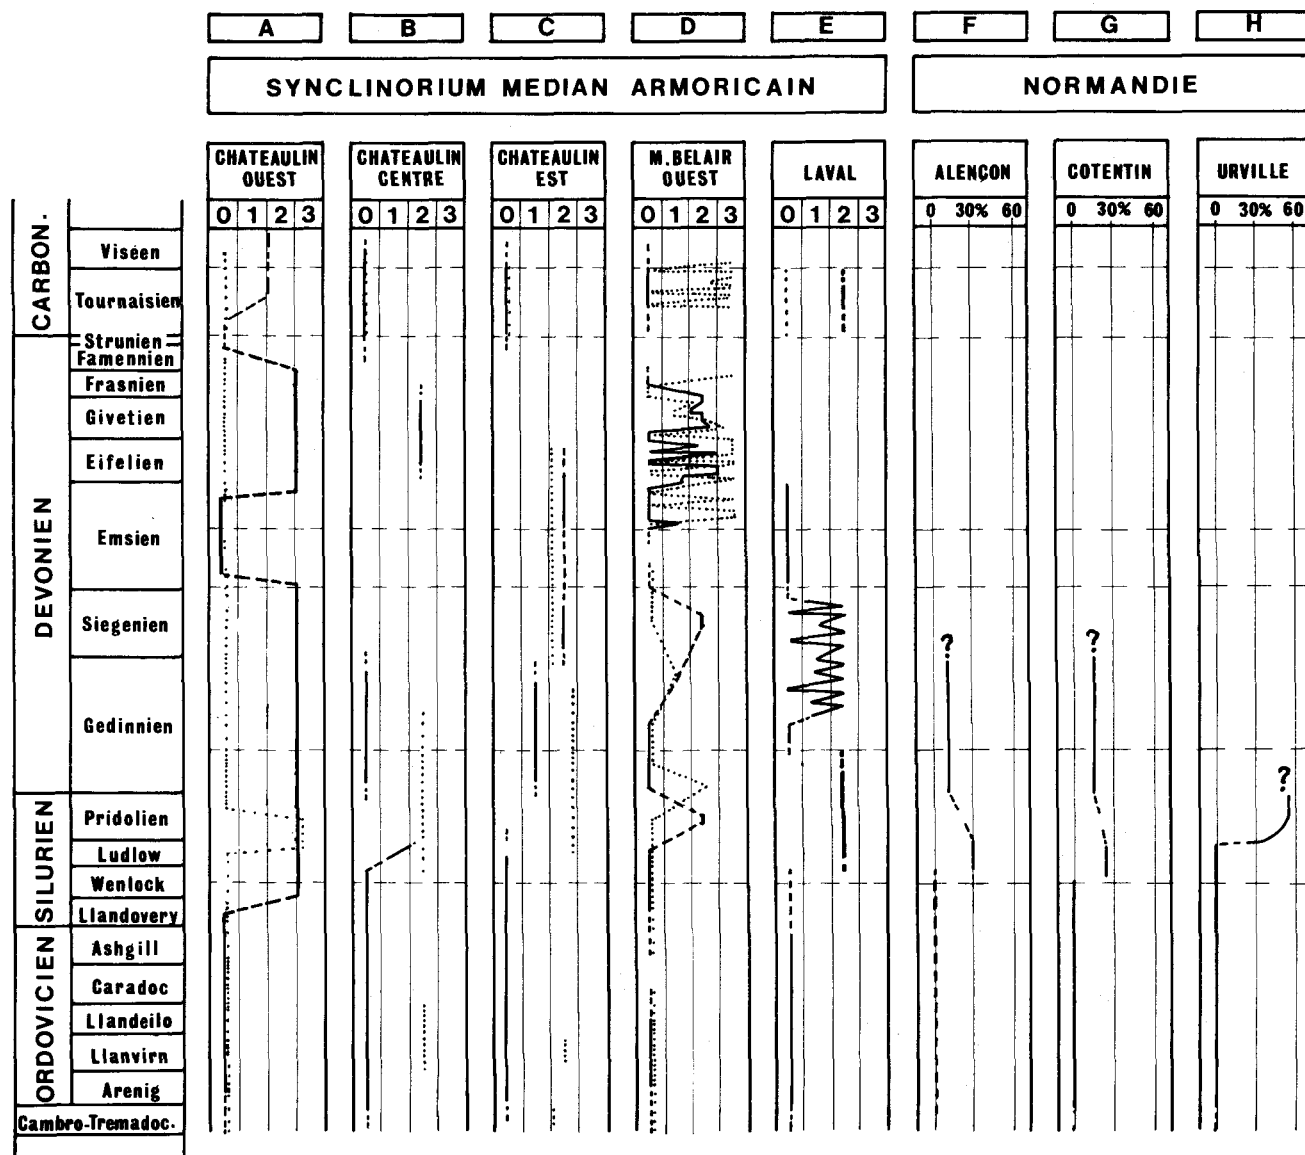 A B C D E F G H
SYNCLINORIUM MEDIAN ARMORICAIN
NORMANDIE
CHATEAULIN
OUEST
CHATEAULIN
CENTRE
CHATEAULIN
EST
M.BELAIR
OUEST
LAVAL
ALENÇON
COTENTIN
URVILLE
0 1 2 3
0 1 2 3
0 1 2 3
0 1 2 3
0 1 2 3
0 30% 60
0 30% 60
0 30% 60
CARBON.
Viséen
Tournaisien
DEVONIEN
Strunien
Famennien
Frasnien
Givetien
Eifelien
Emsien
Siegenien
Gedinnien
SILURIEN
Pridolien
Ludlow
Wenlock
Llandovery
ORDOVICIEN
Ashgill
Caradoc
Llandeilo
Llanvirn
Arenig
Cambro-Tremadoc.
?
?
?